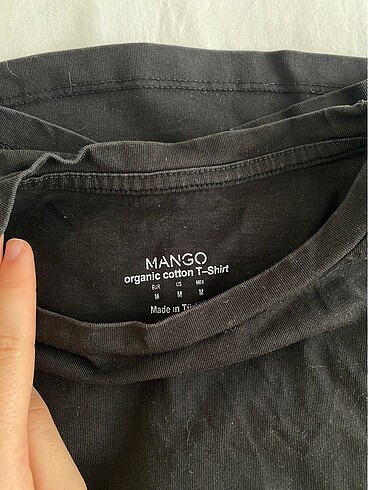 MANGO
organic cotton T-Shirt
EUR US MEX
M M M
Made in